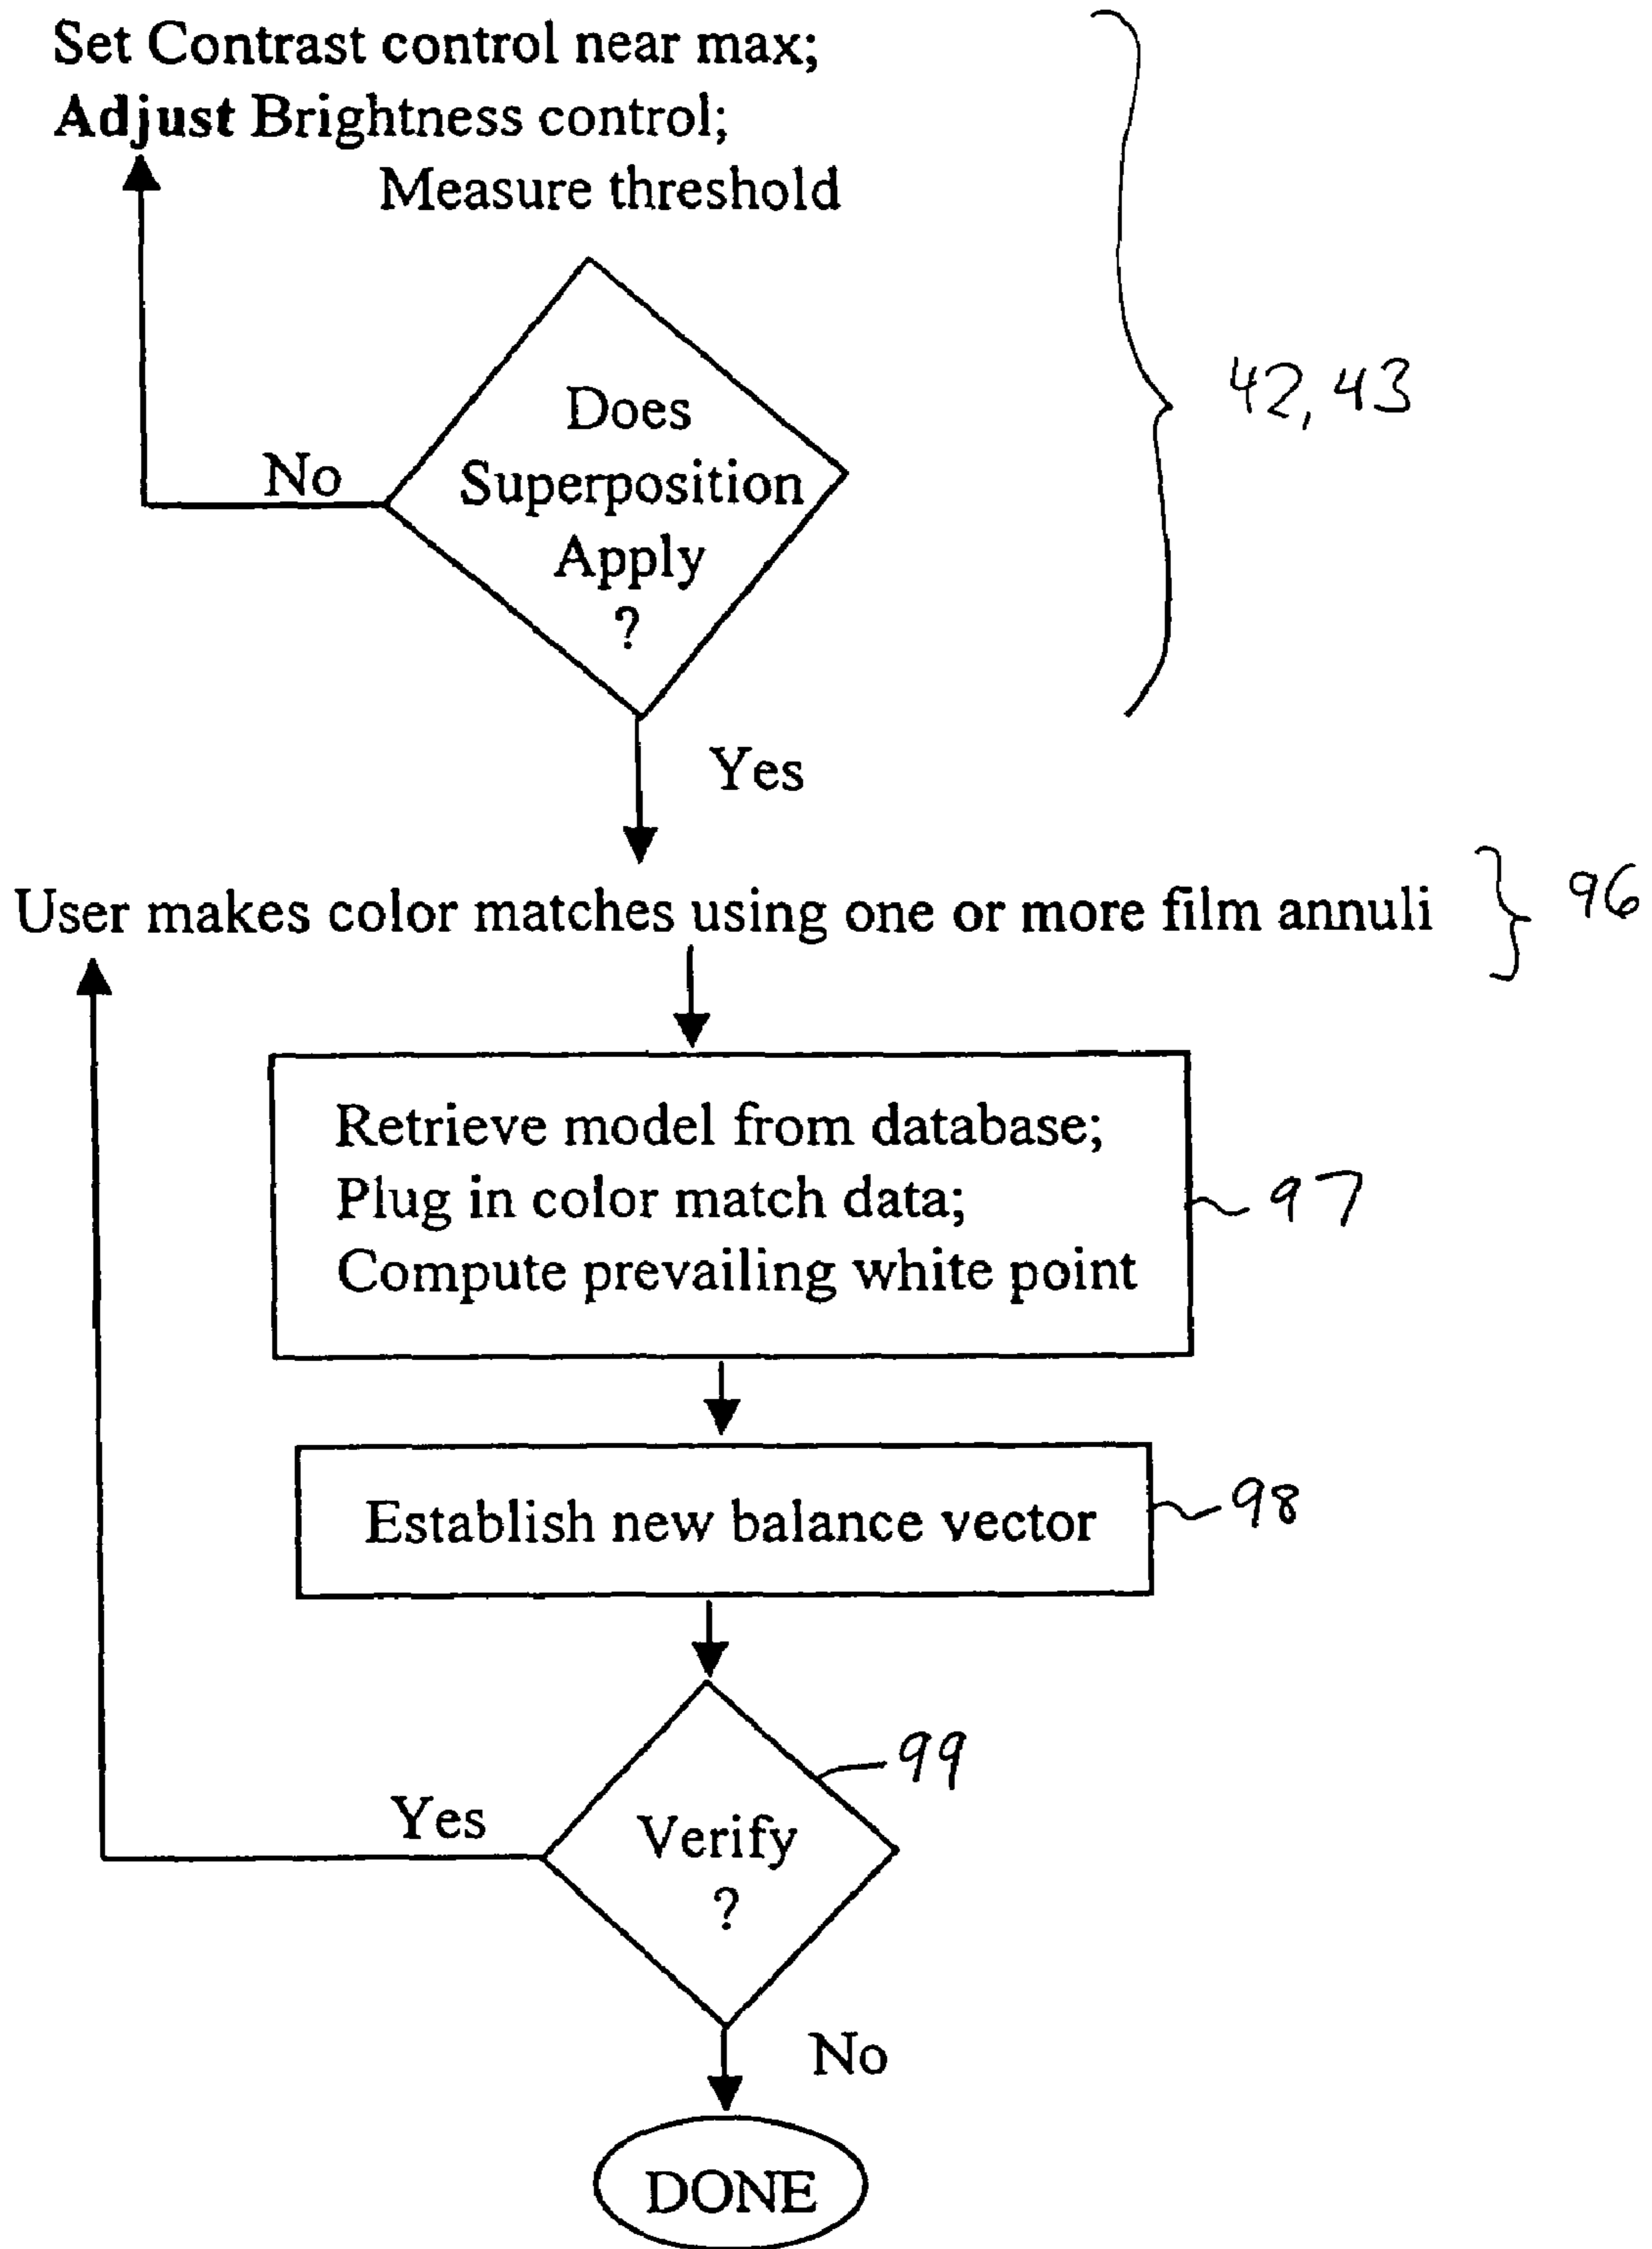 Set Contrast control near max;
Adjust Brightness control;
Measure threshold
Does
Superposition
Apply
?
42, 43
No
Yes
User makes color matches using one or more film annuli
96
Retrieve model from database;
Plug in color match data;
Compute prevailing white point
97
Establish new balance vector
98
99
Verify
?
Yes
No
DONE